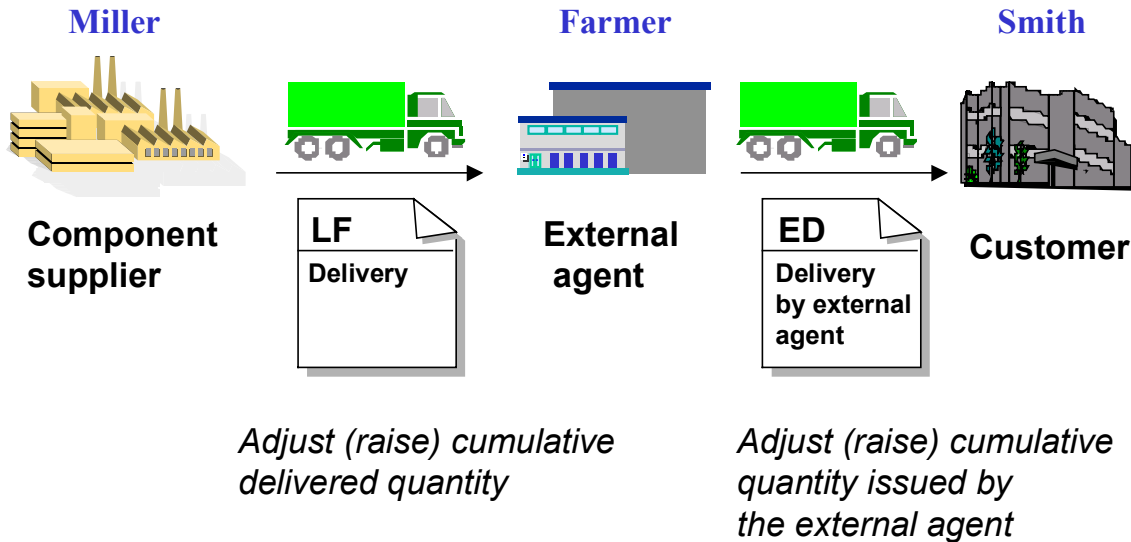 Miller
Farmer
Smith
LF
Delivery
ED
Delivery
by external
agent
Component
supplier
External
agent
Customer
Adjust (raise) cumulative
delivered quantity
Adjust (raise) cumulative
quantity issued by
the external agent